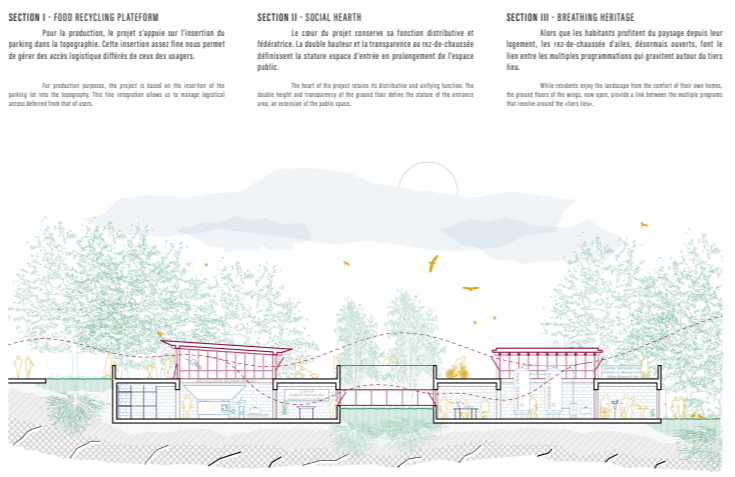 SECTION I - FOOD RECYCLING PLATEFORM
Pour la production, le projet s'appuie sur l'insertion du
parking dans la topographie. Cette insertion assez fine nous permet
de gérer des accès logistique différés de ceux des usagers.
For production purposes, the project is based on the insertion of the
parking lot into the topography. This fine integration allows us to manage logistical
access deferred from that of users.
SECTION II - SOCIAL HEARTH
Le cœur du projet conserve sa fonction distributive et
fédératrice. La double hauteur et la transparence au rez-de-chaussée
définissent la stature espace d'entrée en prolongement de l'espace
public.
The heart of the project retains its distributive and unifying function. The
double height and transparency of the ground floor define the stature of the entrance
area, an extension of the public space.
SECTION III - BREATHING HERITAGE
Alors que les habitants profitent du paysage depuis leur
logement, les rez-de-chaussée d'ailes, désormais ouverts, font le
lien entre les multiples programmations qui gravitent autour du tiers
lieu.
While residents enjoy the landscape from the comfort of their own homes,
the ground floors of the wings, now open, provide a link between the multiple programs
that revolve around the «tiers lieu».